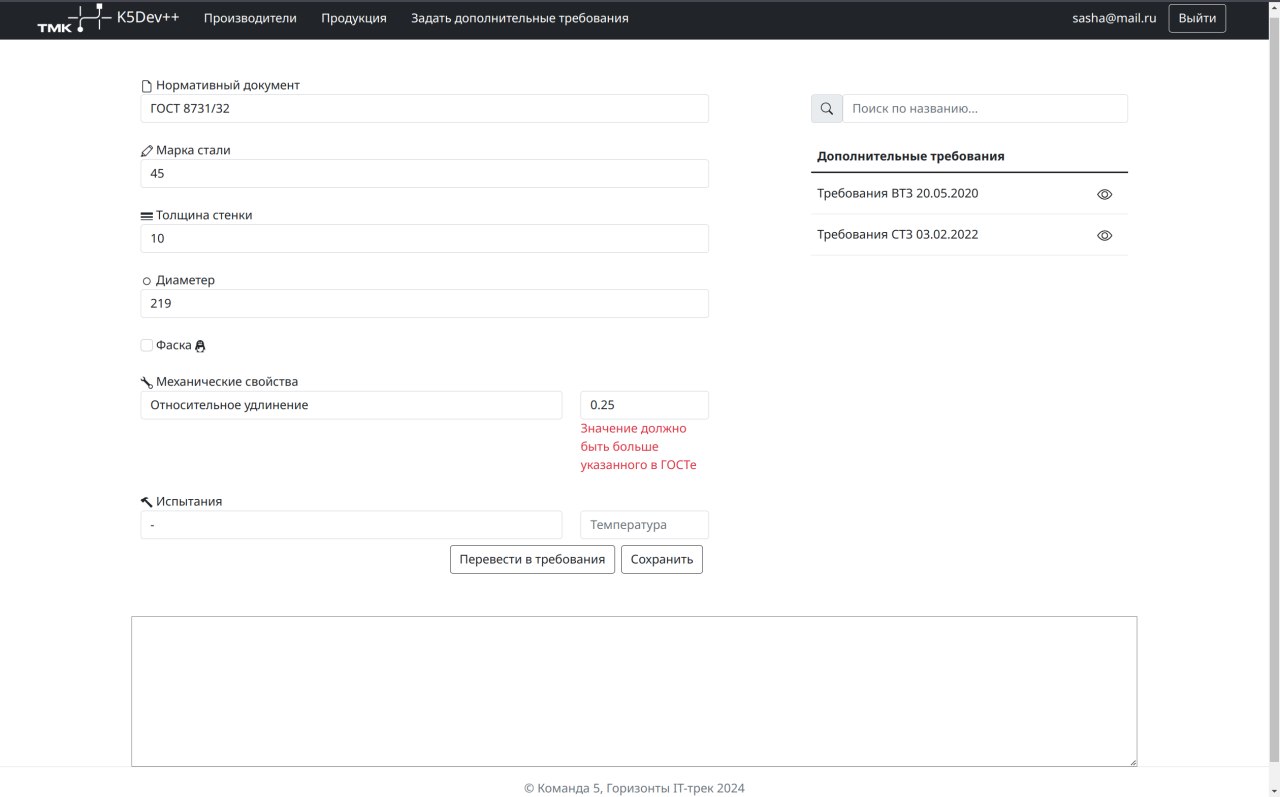 ТМК K5Dev++ Производители Продукция Задать дополнительные требования sasha@mail.ru Выйти
Нормативный документ
ГОСТ 8731/32
Марка стали
45
Толщина стенки
10
Диаметер
219
Фаска
Механические свойства
Относительное удлинение 0.25
Значение должно
быть больше
указанного в ГОСТе
Испытания
- Температура
Перевести в требования Сохранить
Поиск по названию...
Дополнительные требования
Требования ВТЗ 20.05.2020
Требования СТЗ 03.02.2022
© Команда 5, Горизонты IT-трек 2024